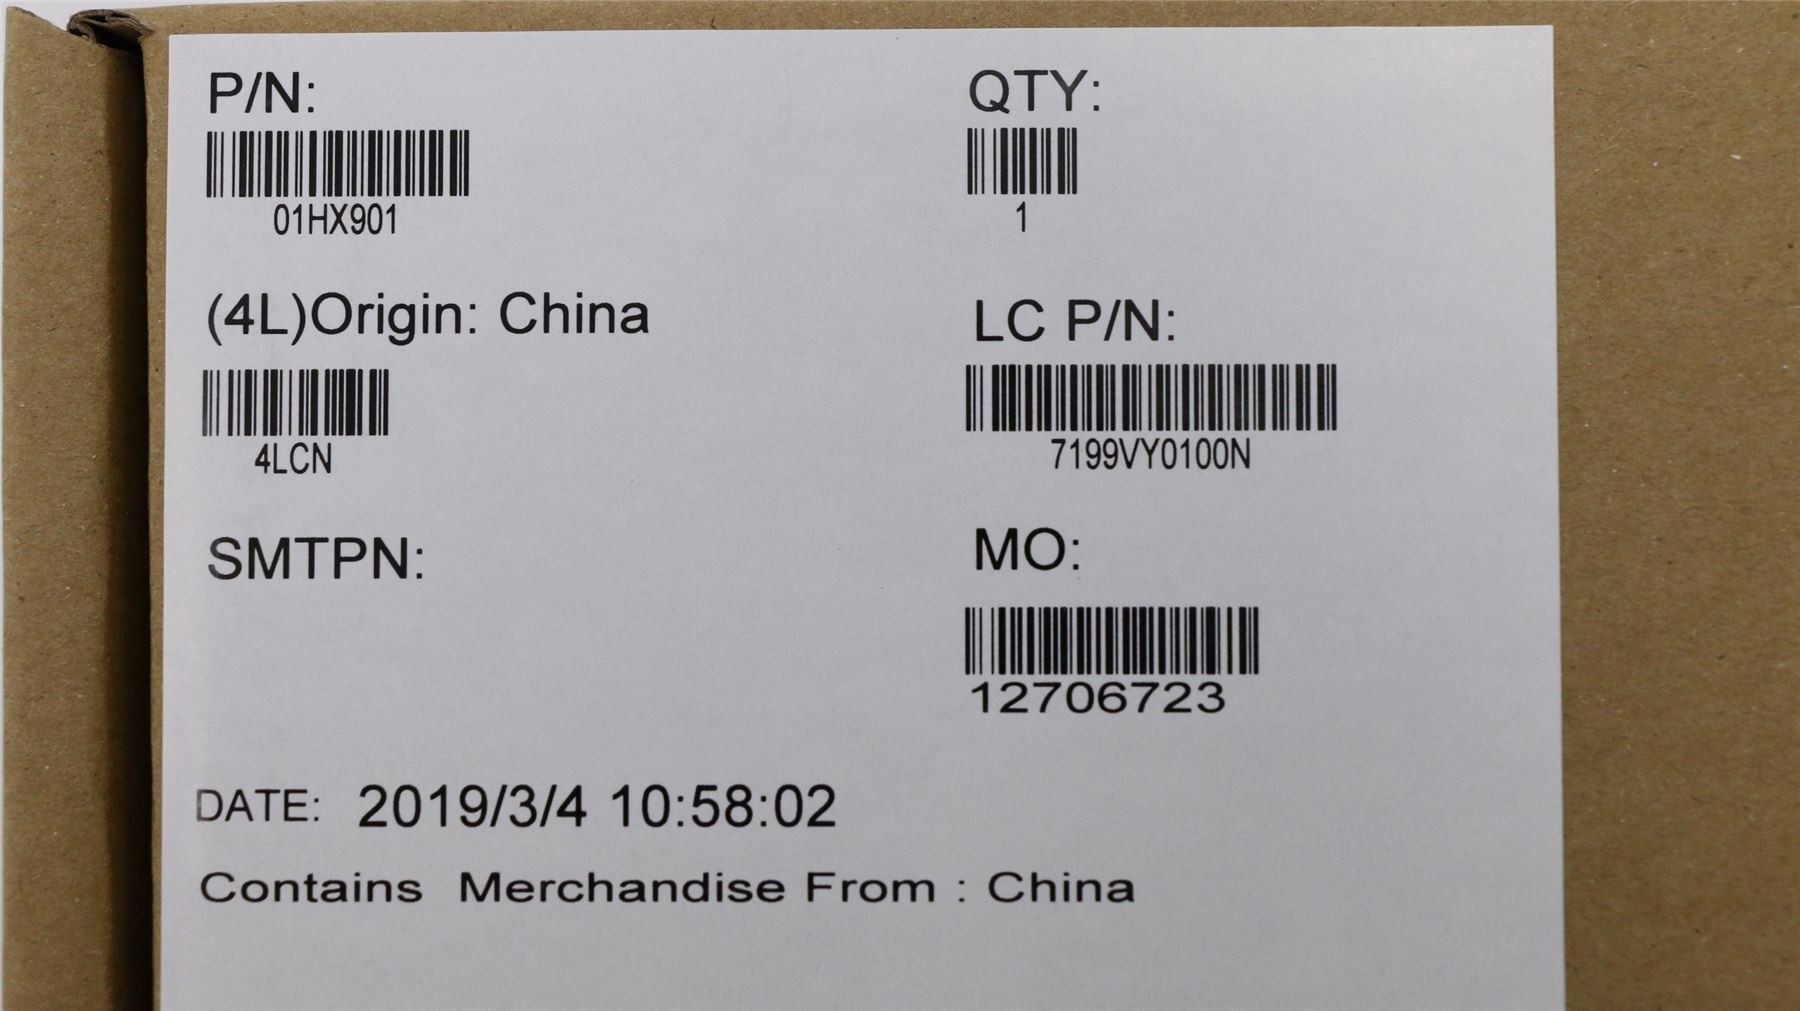 P/N:
01HX901
QTY:
1
(4L)Origin: China
4LCN
LC P/N:
7199VY0100N
SMTPN:
MO:
12706723
DATE: 2019/3/4 10:58:02
Contains Merchandise From : China